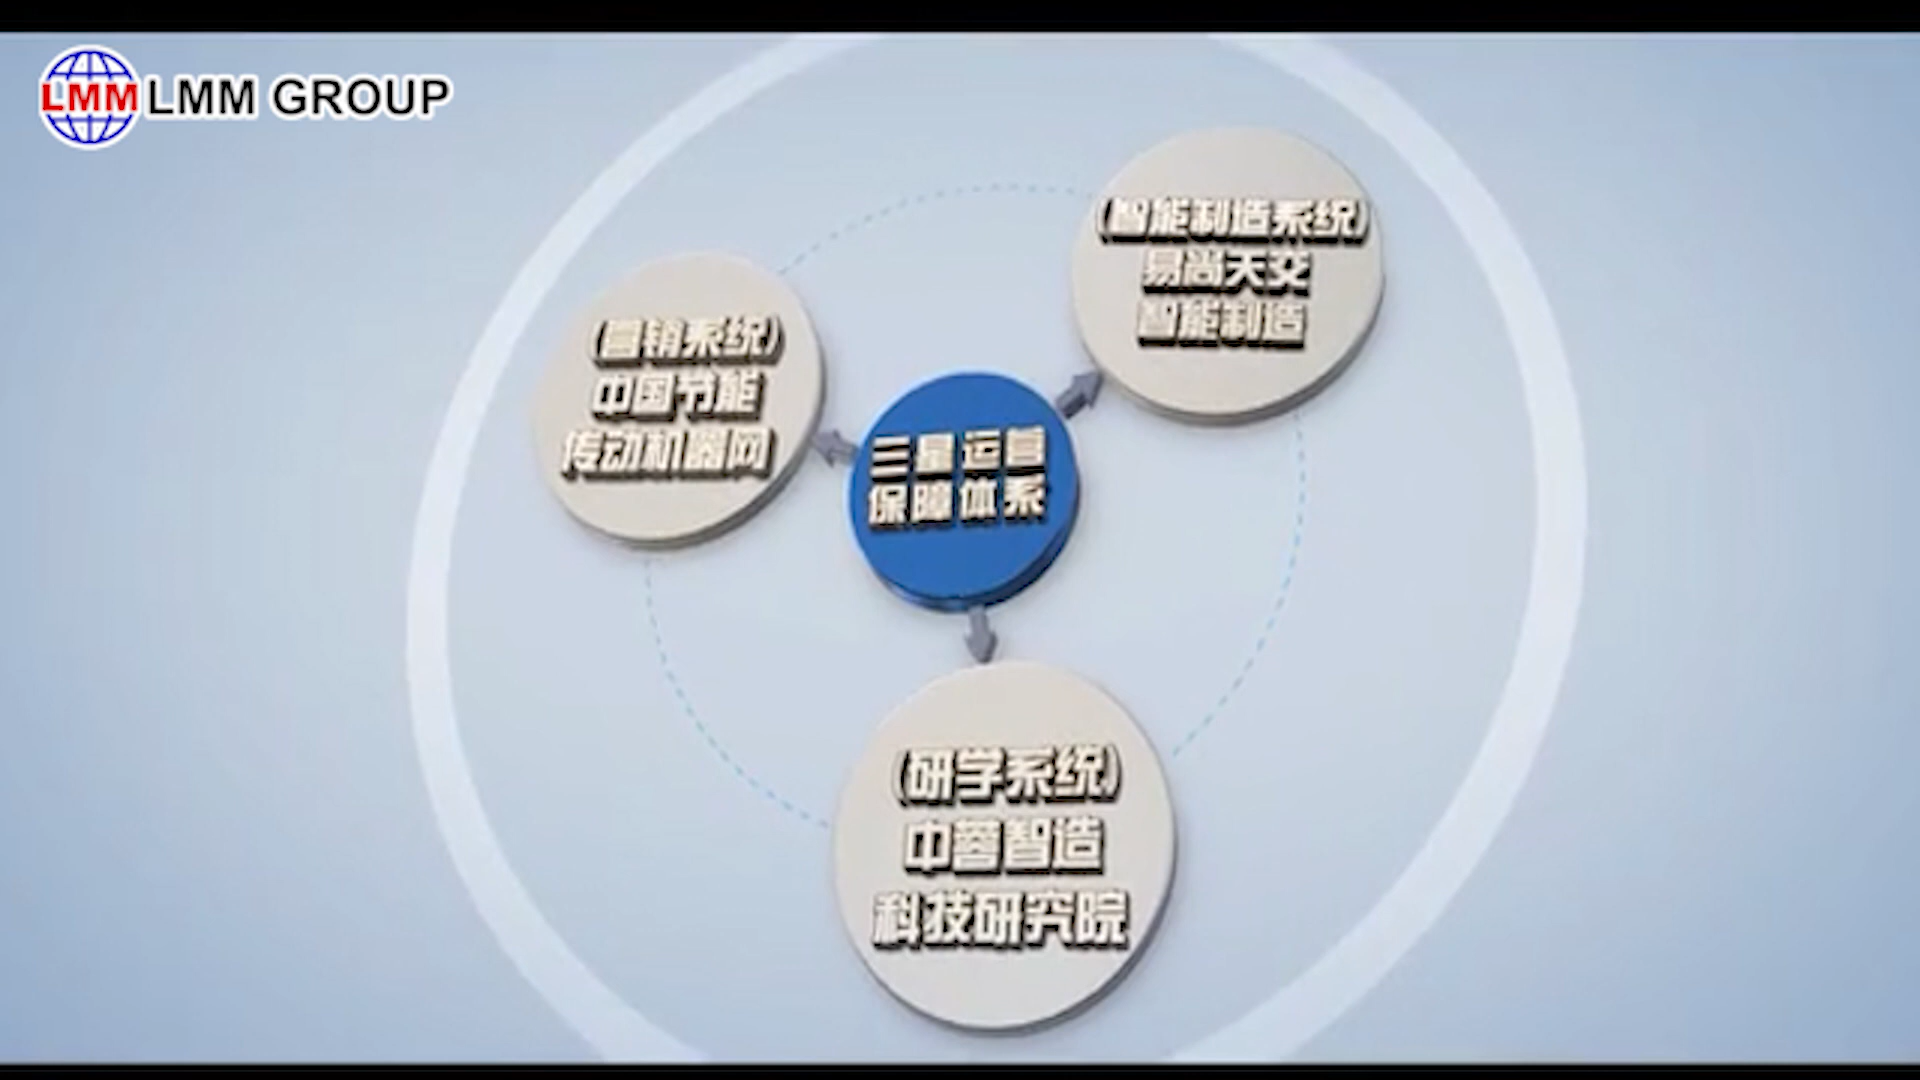 LMM LMM GROUP
(智能制造系统)
易尚天交
智能制造
(营销系统)
中国节能
传动机器网
三星运营
保障体系
(研学系统)
中蓉智造
科技研究院